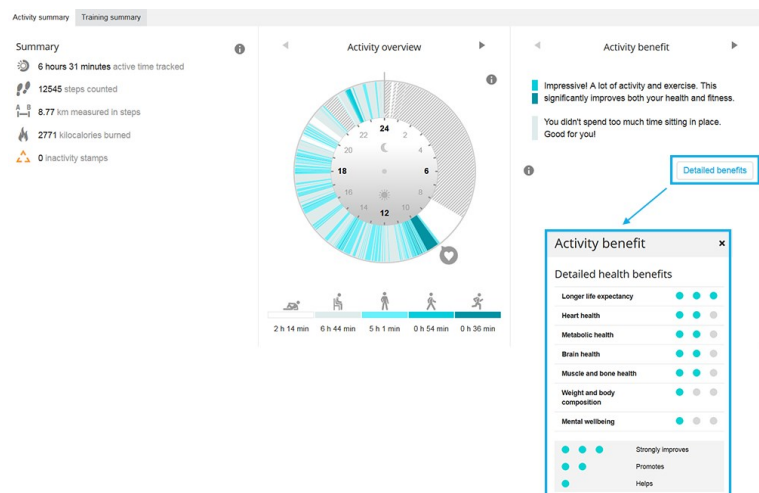 Activity summary
Training summary
Summary
6 hours 31 minutes active time tracked
12545 steps counted
A B
8.77 km measured in steps
2771 kilocalories burned
0 inactivity stamps
Activity overview
24
22
2
20
4
18
6
16
8
14
10
12
2 h 14 min
6 h 44 min
5 h 1 min
0 h 54 min
0 h 36 min
Activity benefit
Impressive! A lot of activity and exercise. This
significantly improves both your health and fitness.
You didn't spend too much time sitting in place.
Good for you!
Detailed benefits
Activity benefit
×
Detailed health benefits
Longer life expectancy
Heart health
Metabolic health
Brain health
Muscle and bone health
Weight and body
composition
Mental wellbeing
Strongly improves
Promotes
Helps